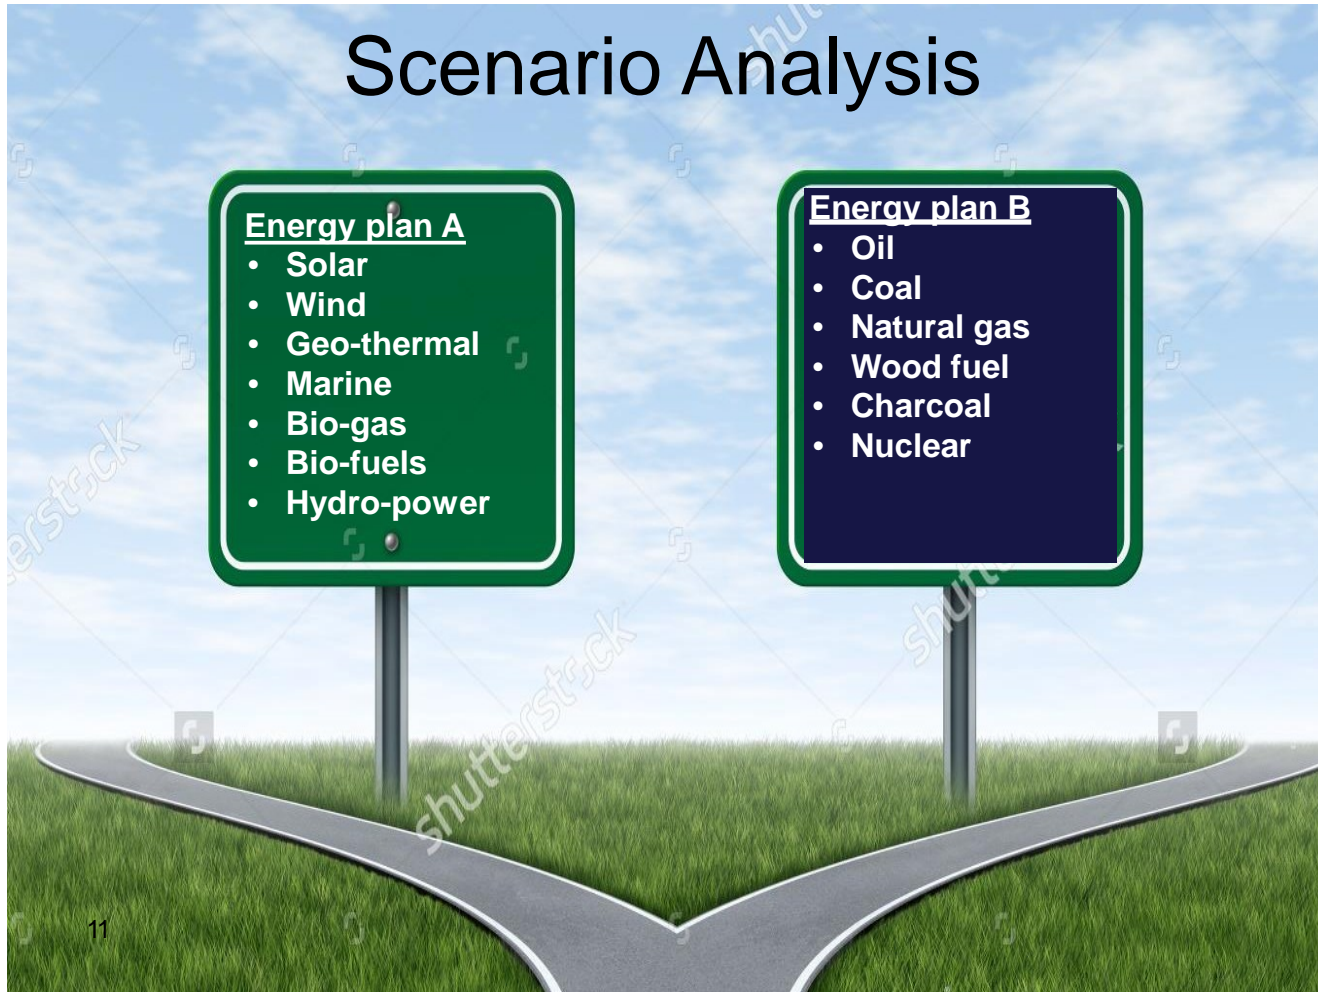 Scenario Analysis
Energy plan A
• Solar
• Wind
• Geo-thermal
• Marine
• Bio-gas
• Bio-fuels
• Hydro-power
Energy plan B
• Oil
• Coal
• Natural gas
• Wood fuel
• Charcoal
• Nuclear
shutterstock
11